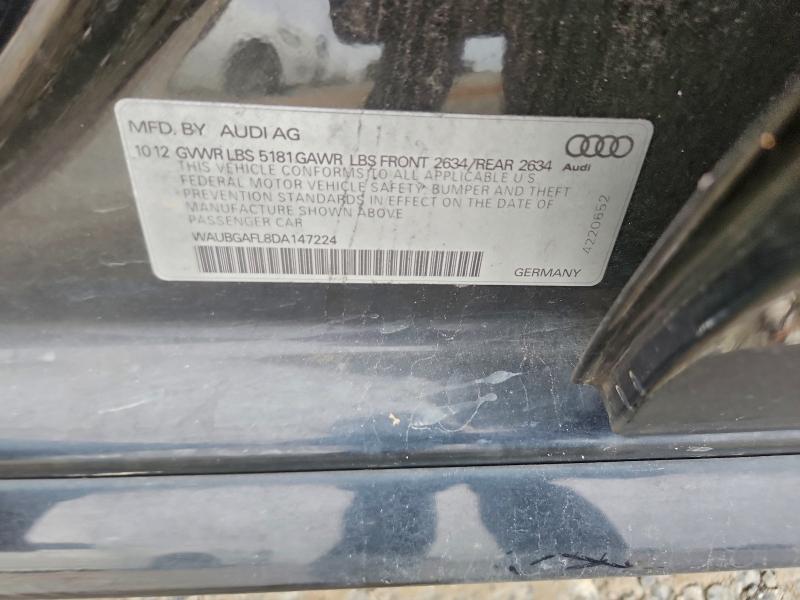 MFD. BY AUDI AG
10 12 GVWR LBS 5181 GAWR LBS FRONT 2634/REAR 2634
Audi
THIS VEHICLE CONFORMS TO ALL APPLICABLE U S
FEDERAL MOTOR VEHICLE SAFETY BUMPER AND THEFT
PREVENTION STANDARDS IN EFFECT ON THE DATE OF
MANUFACTURE SHOWN ABOVE
PASSENGER CAR
WAUBGAFL8DA147224
GERMANY
4220652